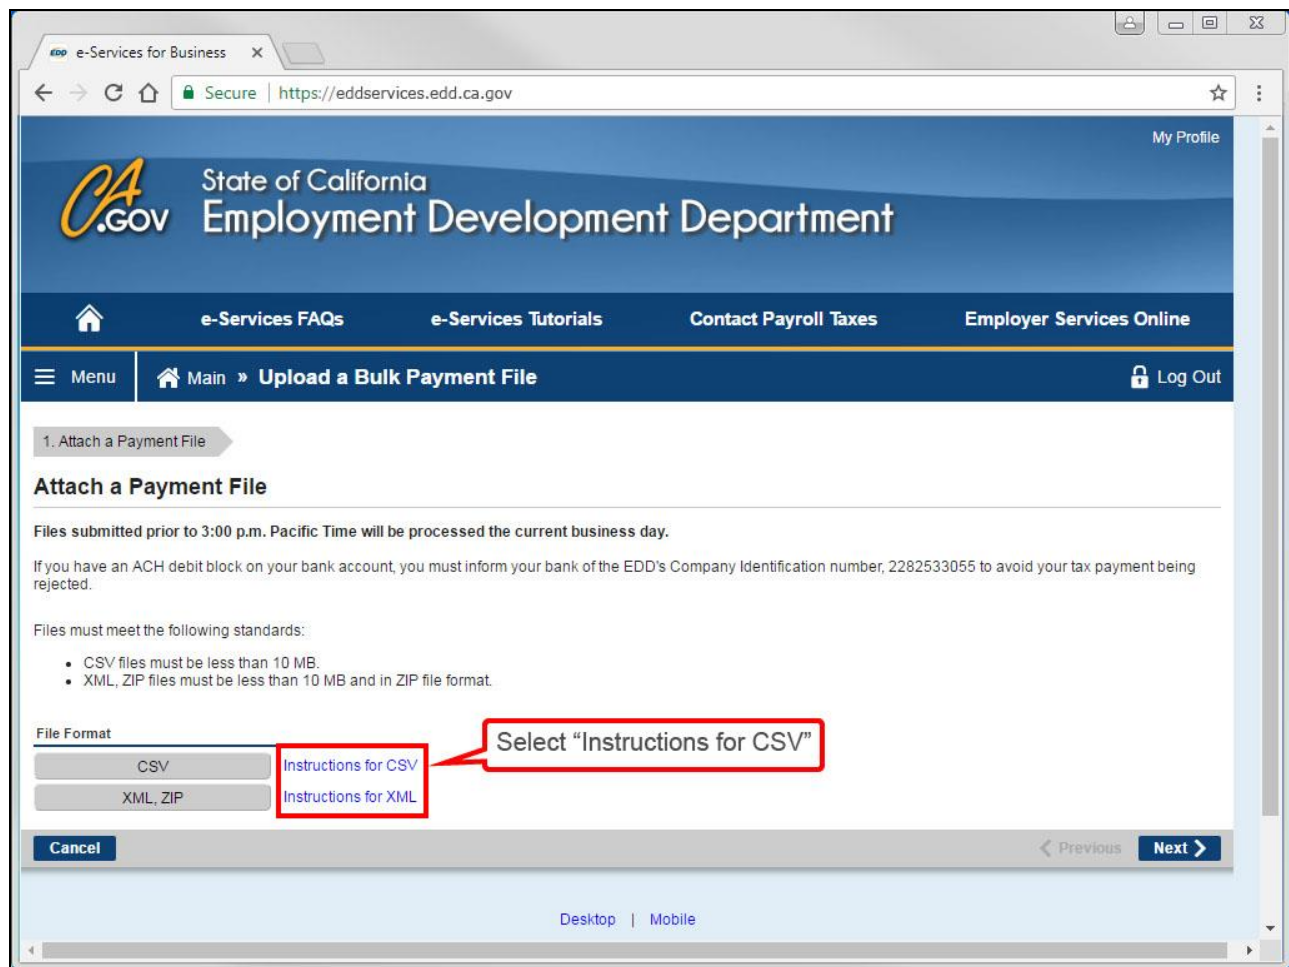 EDD e-Services for Business
Secure | https://eddservices.edd.ca.gov
My Profile
CA
.GOV
State of California
Employment Development Department
e-Services FAQs e-Services Tutorials Contact Payroll Taxes Employer Services Online
Menu Main » Upload a Bulk Payment File Log Out
1. Attach a Payment File
Attach a Payment File
Files submitted prior to 3:00 p.m. Pacific Time will be processed the current business day.
If you have an ACH debit block on your bank account, you must inform your bank of the EDD's Company Identification number, 2282533055 to avoid your tax payment being
rejected.
Files must meet the following standards:
• CSV files must be less than 10 MB.
• XML, ZIP files must be less than 10 MB and in ZIP file format.
File Format
Select “Instructions for CSV”
CSV Instructions for CSV
XML, ZIP Instructions for XML
Cancel Previous Next
Desktop | Mobile